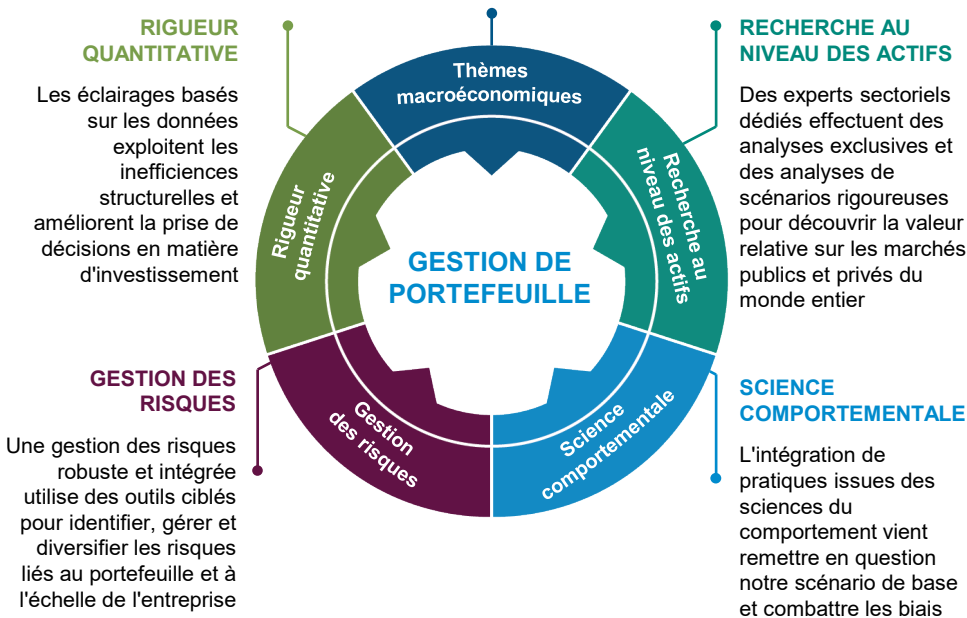 RIGUEUR
QUANTITATIVE
Les éclairages basés
sur les données
exploitent les
inefficiences
structurelles et
améliorent la prise de
décisions en matière
d'investissement
GESTION DES
RISQUES
Une gestion des risques
robuste et intégrée
utilise des outils ciblés
pour identifier, gérer et
diversifier les risques
liés au portefeuille et à
l'échelle de l'entreprise
Thèmes
macroéconomiques
Rigueur
quantitative
Recherche au
niveau des actifs
GESTION DE
PORTEFEUILLE
Gestion
des risques
Science
comportementale
RECHERCHE AU
NIVEAU DES ACTIFS
Des experts sectoriels
dédiés effectuent des
analyses exclusives et
des analyses de
scénarios rigoureuses
pour découvrir la valeur
relative sur les marchés
publics et privés du
monde entier
SCIENCE
COMPORTEMENTALE
L'intégration de
pratiques issues des
sciences du
comportement vient
remettre en question
notre scénario de base
et combattre les biais